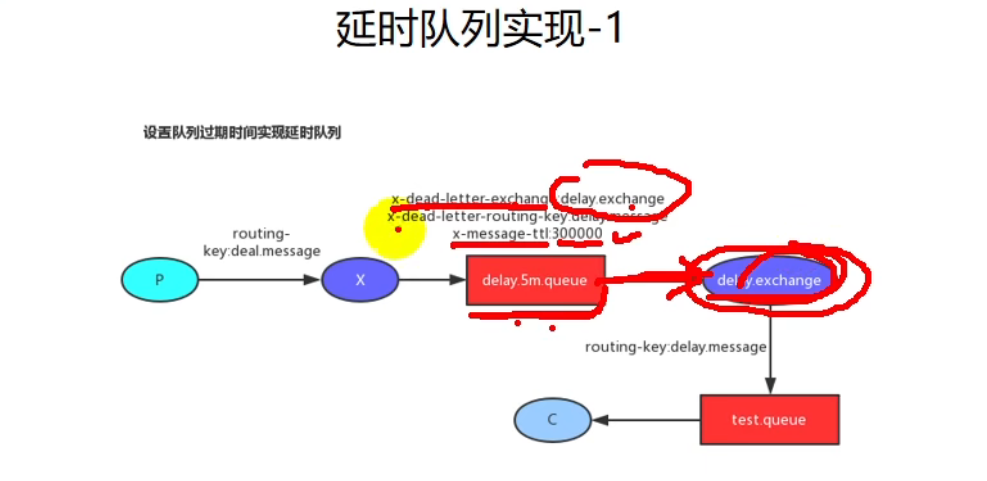 延时队列实现-1
设置队列过期时间实现延时队列
x-dead-letter-exchange:delay.exchange
x-dead-letter-routing-key:delay.message
x-message-ttl:300000
routing-
key:deal.message
P
X
delay.5m.queue
delay.exchange
routing-key:delay.message
C
test.queue